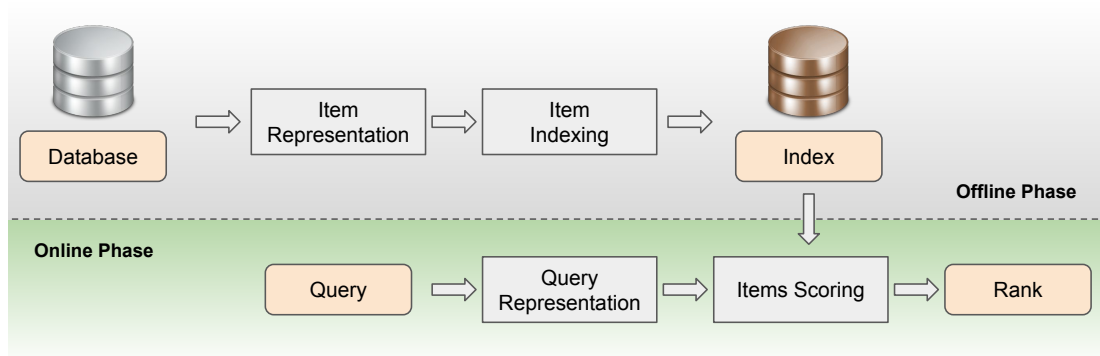 Database
Item
Representation
Item
Indexing
Index
Offline Phase
Online Phase
Query
Query
Representation
Items Scoring
Rank